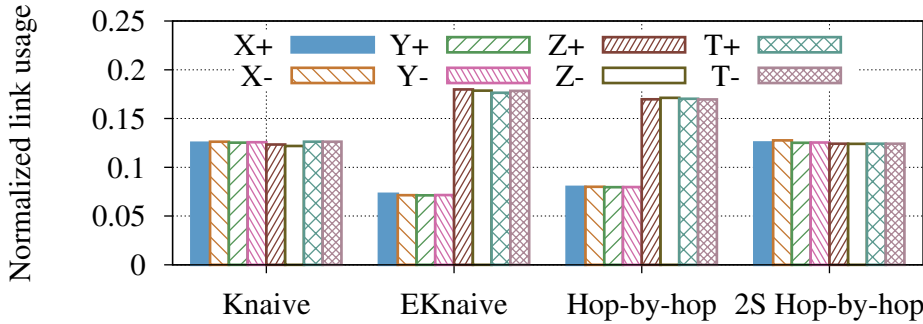 Normalized link usage
0.25
0.2
0.15
0.1
0.05
0
X+ Y+ Z+ T+
X- Y- Z- T-
Knaive EKnaive Hop-by-hop 2S Hop-by-hop